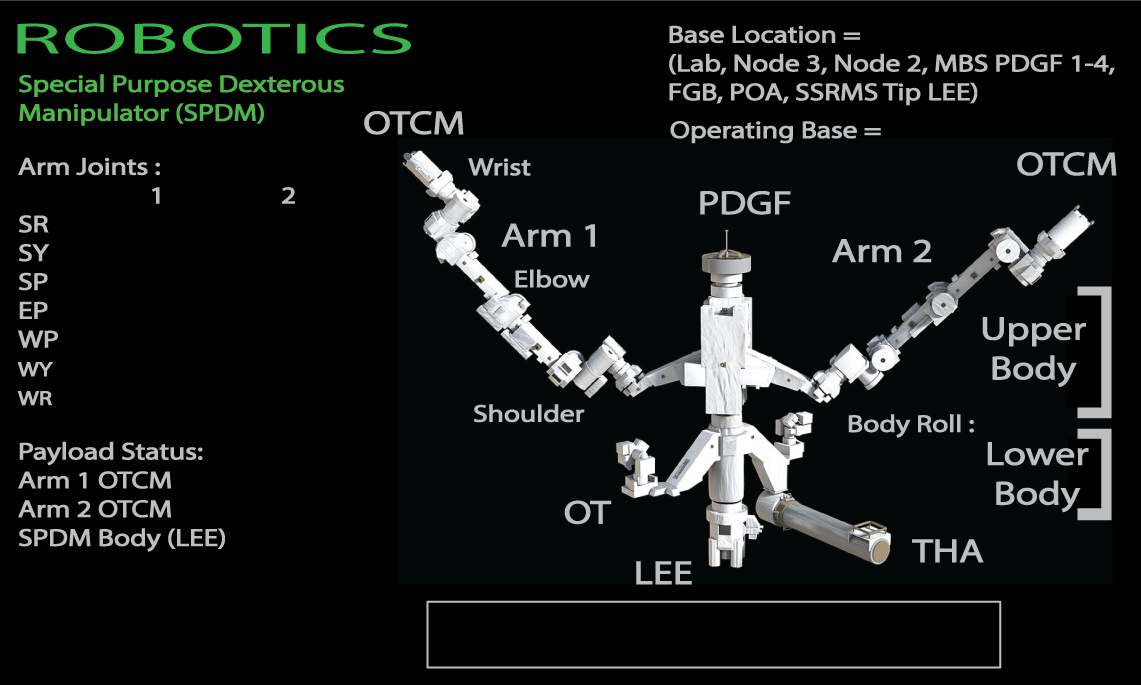 ROBOTICS
Special Purpose Dexterous
Manipulator (SPDM)
Base Location =
(Lab, Node 3, Node 2, MBS PDGF 1-4,
FGB, POA, SSRMS Tip LEE)
Operating Base =
Arm Joints :
1 2
SR
SY
SP
EP
WP
WY
WR
Payload Status:
Arm 1 OTCM
Arm 2 OTCM
SPDM Body (LEE)
OTCM
Wrist
Arm 1
Elbow
Shoulder
PDGF
OTCM
Arm 2
Upper
Body
Body Roll :
Lower
Body
OT
LEE
THA